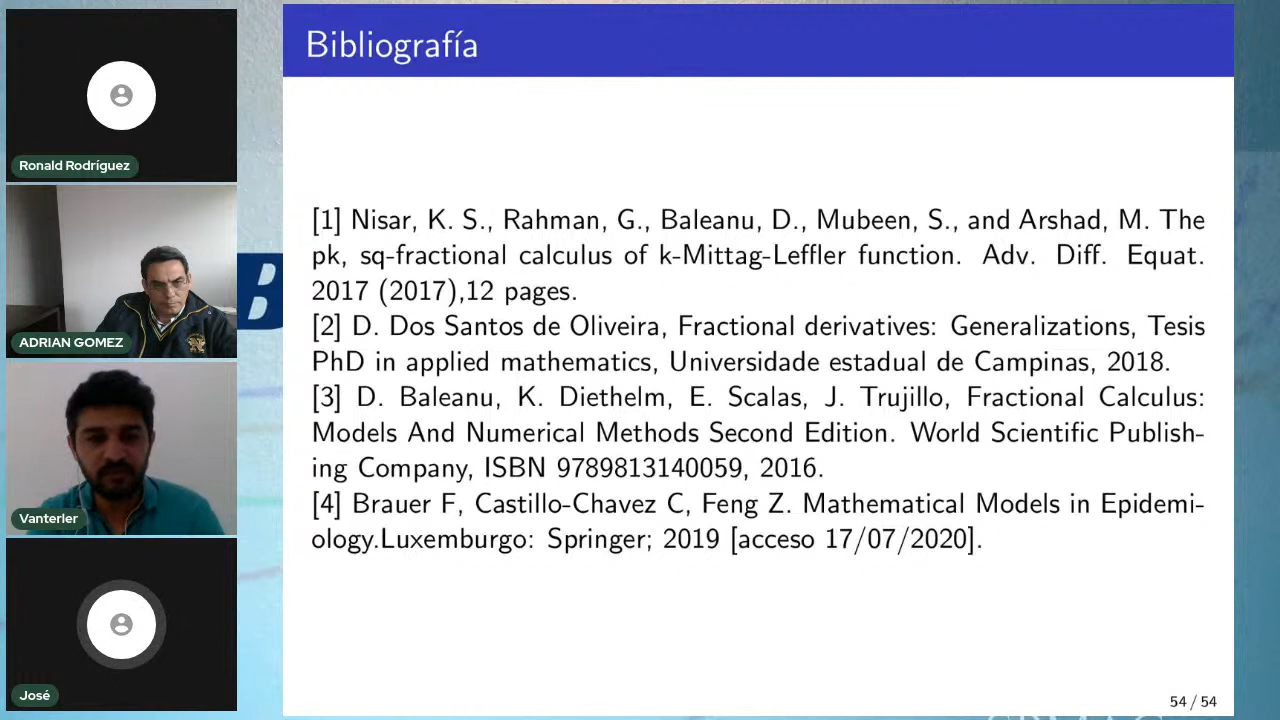 Bibliografía
[1] Nisar, K. S., Rahman, G., Baleanu, D., Mubeen, S., and Arshad, M. The
pk, sq-fractional calculus of k-Mittag-Leffler function. Adv. Diff. Equat.
2017 (2017),12 pages.
[2] D. Dos Santos de Oliveira, Fractional derivatives: Generalizations, Tesis
PhD in applied mathematics, Universidade estadual de Campinas, 2018.
[3] D. Baleanu, K. Diethelm, E. Scalas, J. Trujillo, Fractional Calculus:
Models And Numerical Methods Second Edition. World Scientific Publish-
ing Company, ISBN 9789813140059, 2016.
[4] Brauer F, Castillo-Chavez C, Feng Z. Mathematical Models in Epidemi-
ology.Luxemburgo: Springer; 2019 [acceso 17/07/2020].
54 / 54
Ronald Rodríguez
ADRIAN GOMEZ
Vanterler
José